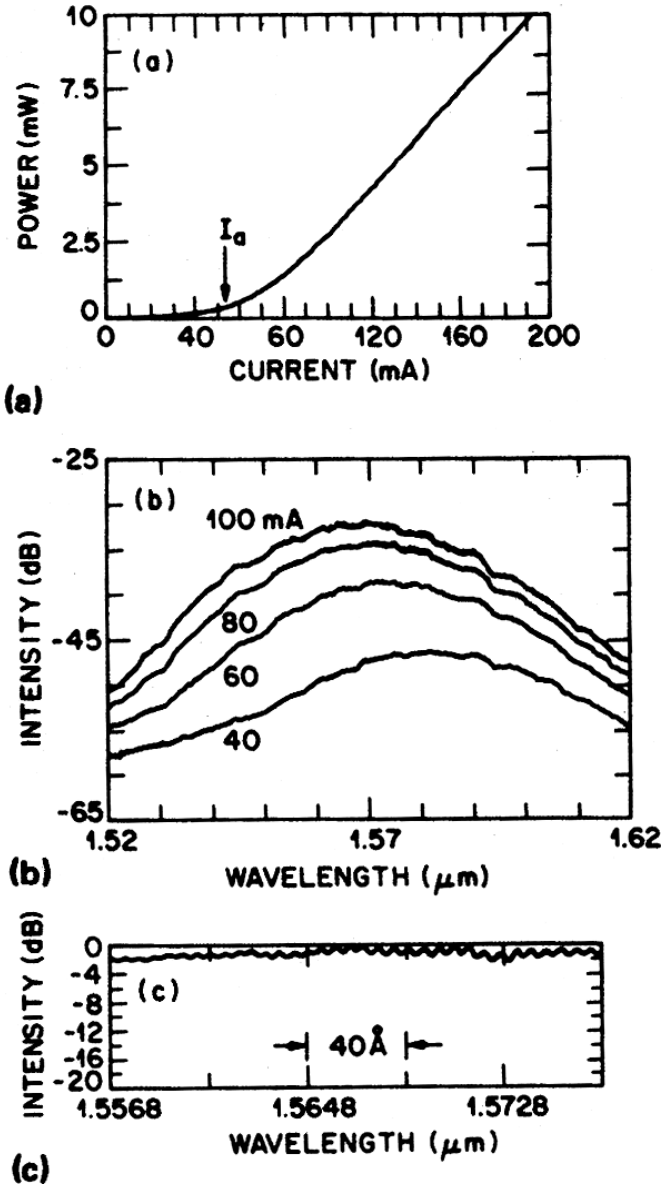 10
(a)
7.5
POWER (mW)
5
Ia
2.5
0
0 40 60 120 160 200
CURRENT (mA)
(a)
-25
(b)
100 mA
INTENSITY (dB)
-45
80
60
40
-65
1.52 1.57 1.62
(b)
WAVELENGTH (μm)
INTENSITY (dB)
0
-4
-8
(c)
-12
40Å
-16
-20
1.5568 1.5648 1.5728
WAVELENGTH (μm)
(c)